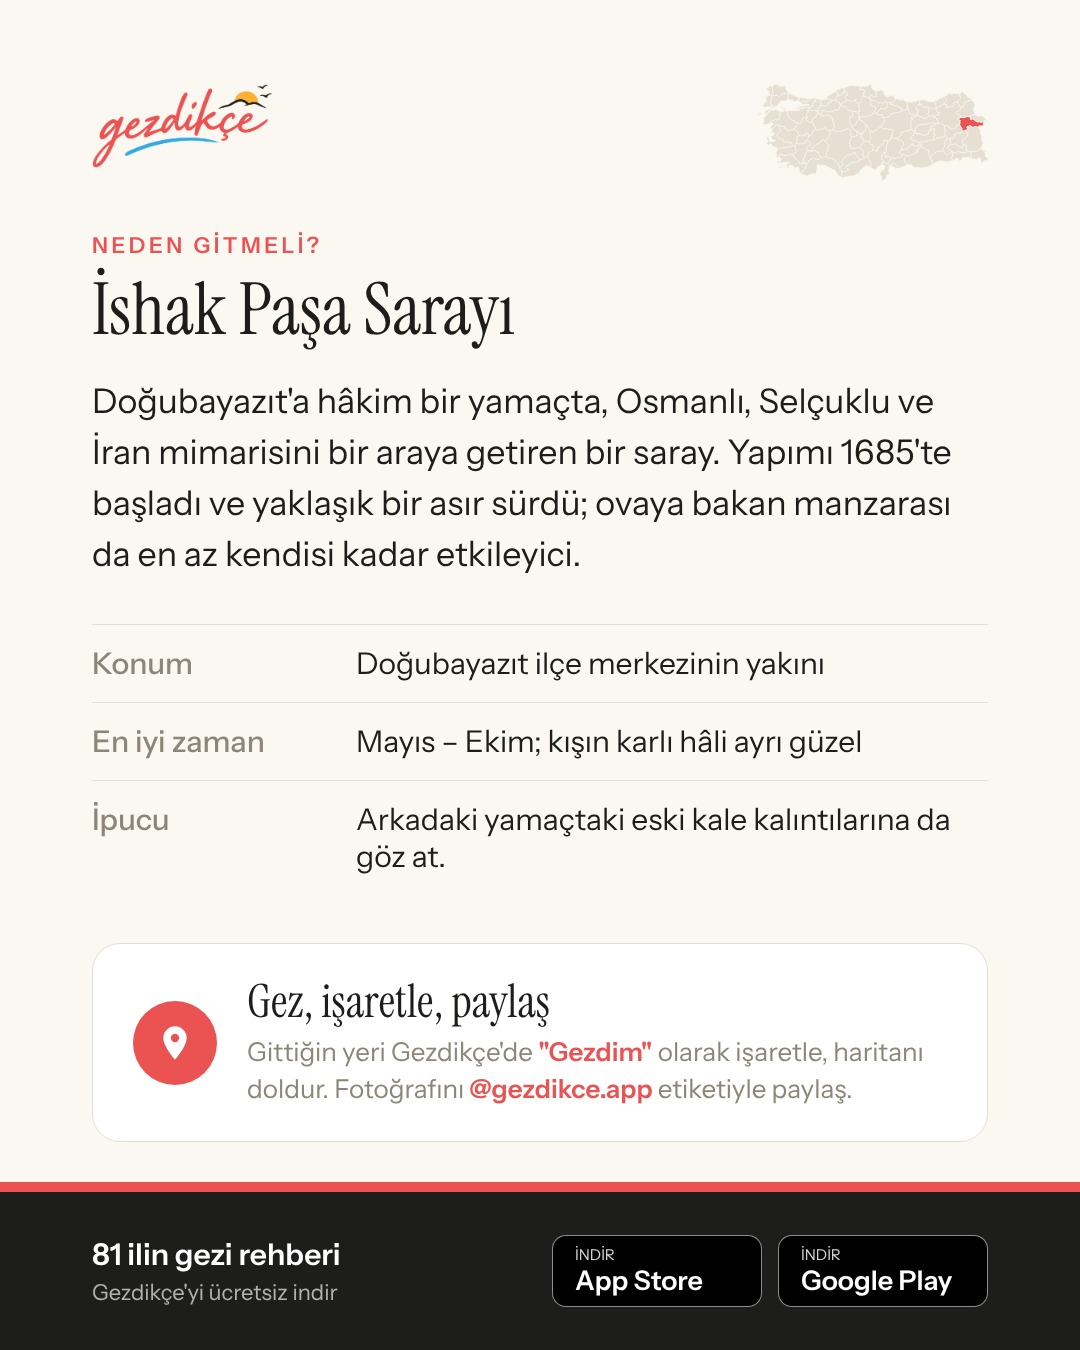 gezdikçe
NEDEN GİTMELİ?
İshak Paşa Sarayı
Doğubayazıt'a hâkim bir yamaçta, Osmanlı, Selçuklu ve
İran mimarisini bir araya getiren bir saray. Yapımı 1685'te
başladı ve yaklaşık bir asır sürdü; ovaya bakan manzarası
da en az kendisi kadar etkileyici.
Konum Doğubayazıt ilçe merkezinin yakını
En iyi zaman Mayıs – Ekim; kışın karlı hâli ayrı güzel
İpucu Arkadaki yamaçtaki eski kale kalıntılarına da
göz at.
Gez, işaretle, paylaş
Gittiğin yeri Gezdikçe'de "Gezdim" olarak işaretle, haritanı
doldur. Fotoğrafını @gezdikce.app etiketiyle paylaş.
81 ilin gezi rehberi
Gezdikçe'yi ücretsiz indir
İNDİR
App Store
İNDİR
Google Play